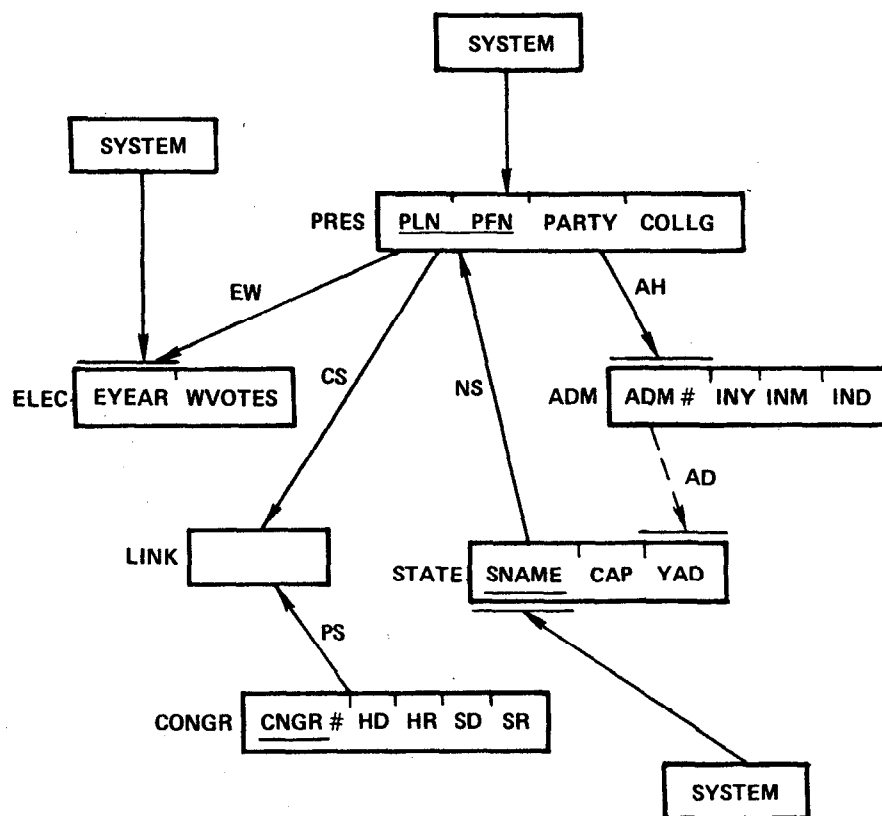 SYSTEM
SYSTEM
PRES PLN PFN PARTY COLLG
EW
AH
CS
NS
ELEC EYEAR WVOTES
ADM ADM # INY INM IND
AD
LINK
STATE SNAME CAP YAD
PS
CONGR CNGR # HD HR SD SR
SYSTEM